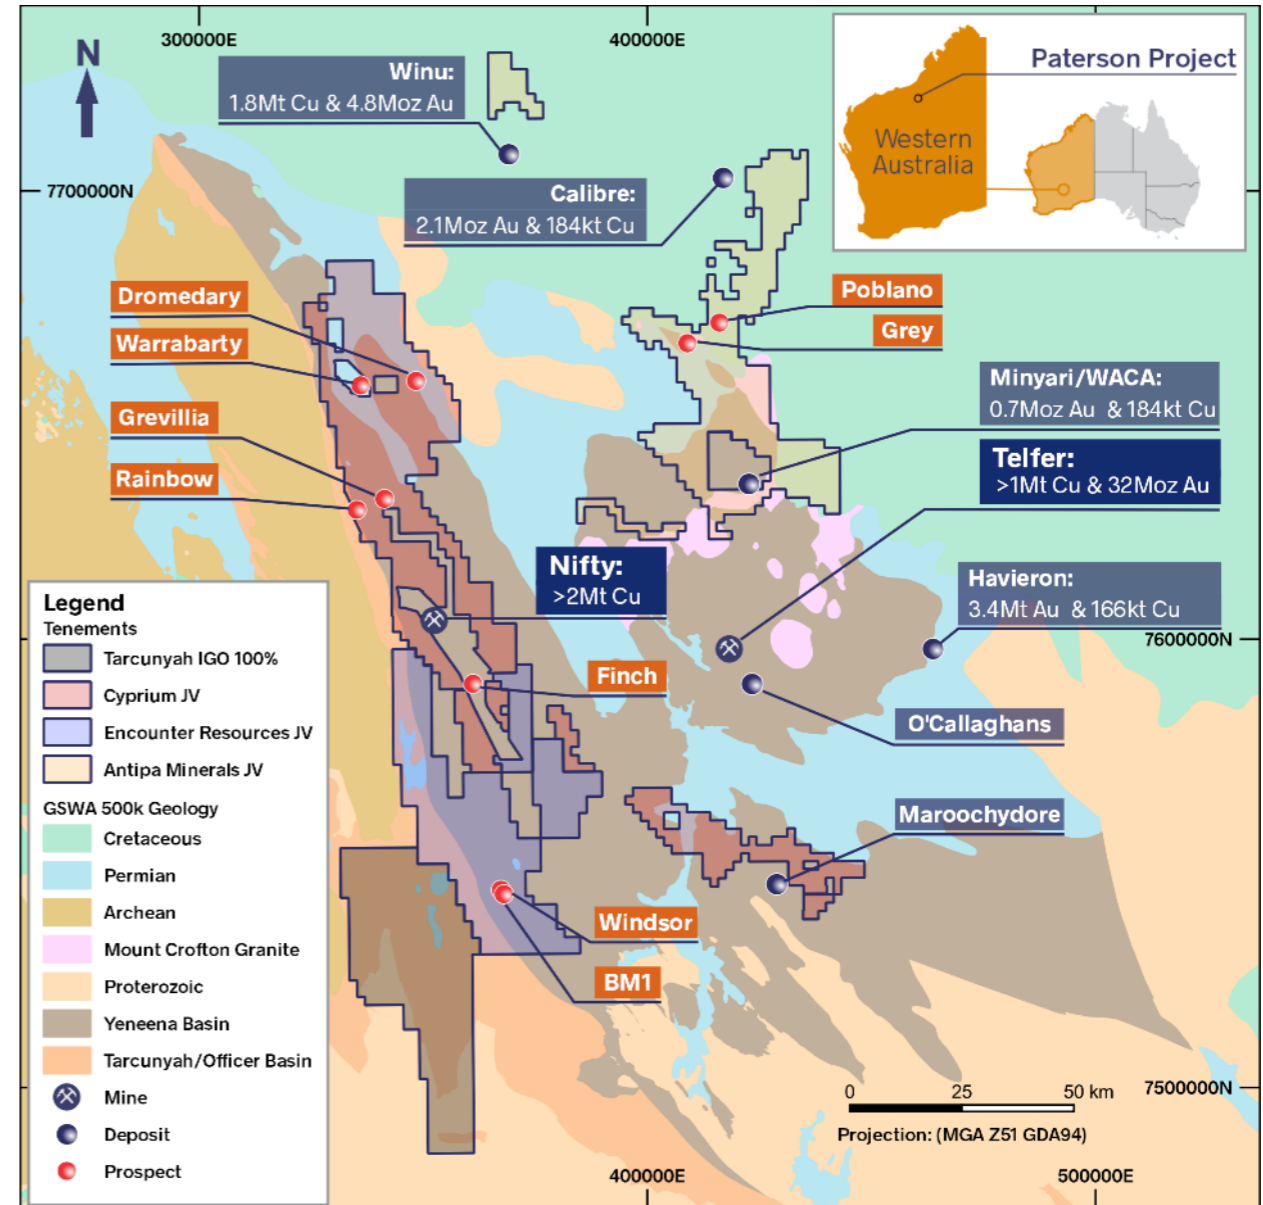 300000E
400000E
N
Winu:
1.8Mt Cu & 4.8Moz Au
Paterson Project
Western
Australia
7700000N
Calibre:
2.1Moz Au & 184kt Cu
Dromedary
Poblano
Warrabarty
Grey
Minyari/WACA:
0.7Moz Au & 184kt Cu
Grevillia
Telfer:
>1Mt Cu & 32Moz Au
Rainbow
Nifty:
>2Mt Cu
Havieron:
3.4Mt Au & 166kt Cu
7600000N
Finch
O'Callaghans
Maroochydore
Windsor
BM1
Legend
Tenements
Tarcunyah IGO 100%
Cyprium JV
Encounter Resources JV
Antipa Minerals JV
GSWA 500k Geology
Cretaceous
Permian
Archean
Mount Crofton Granite
Proterozoic
Yeneena Basin
Tarcunyah/Officer Basin
Mine
Deposit
Prospect
0 25 50 km
7500000N
Projection: (MGA Z51 GDA94)
400000E
500000E